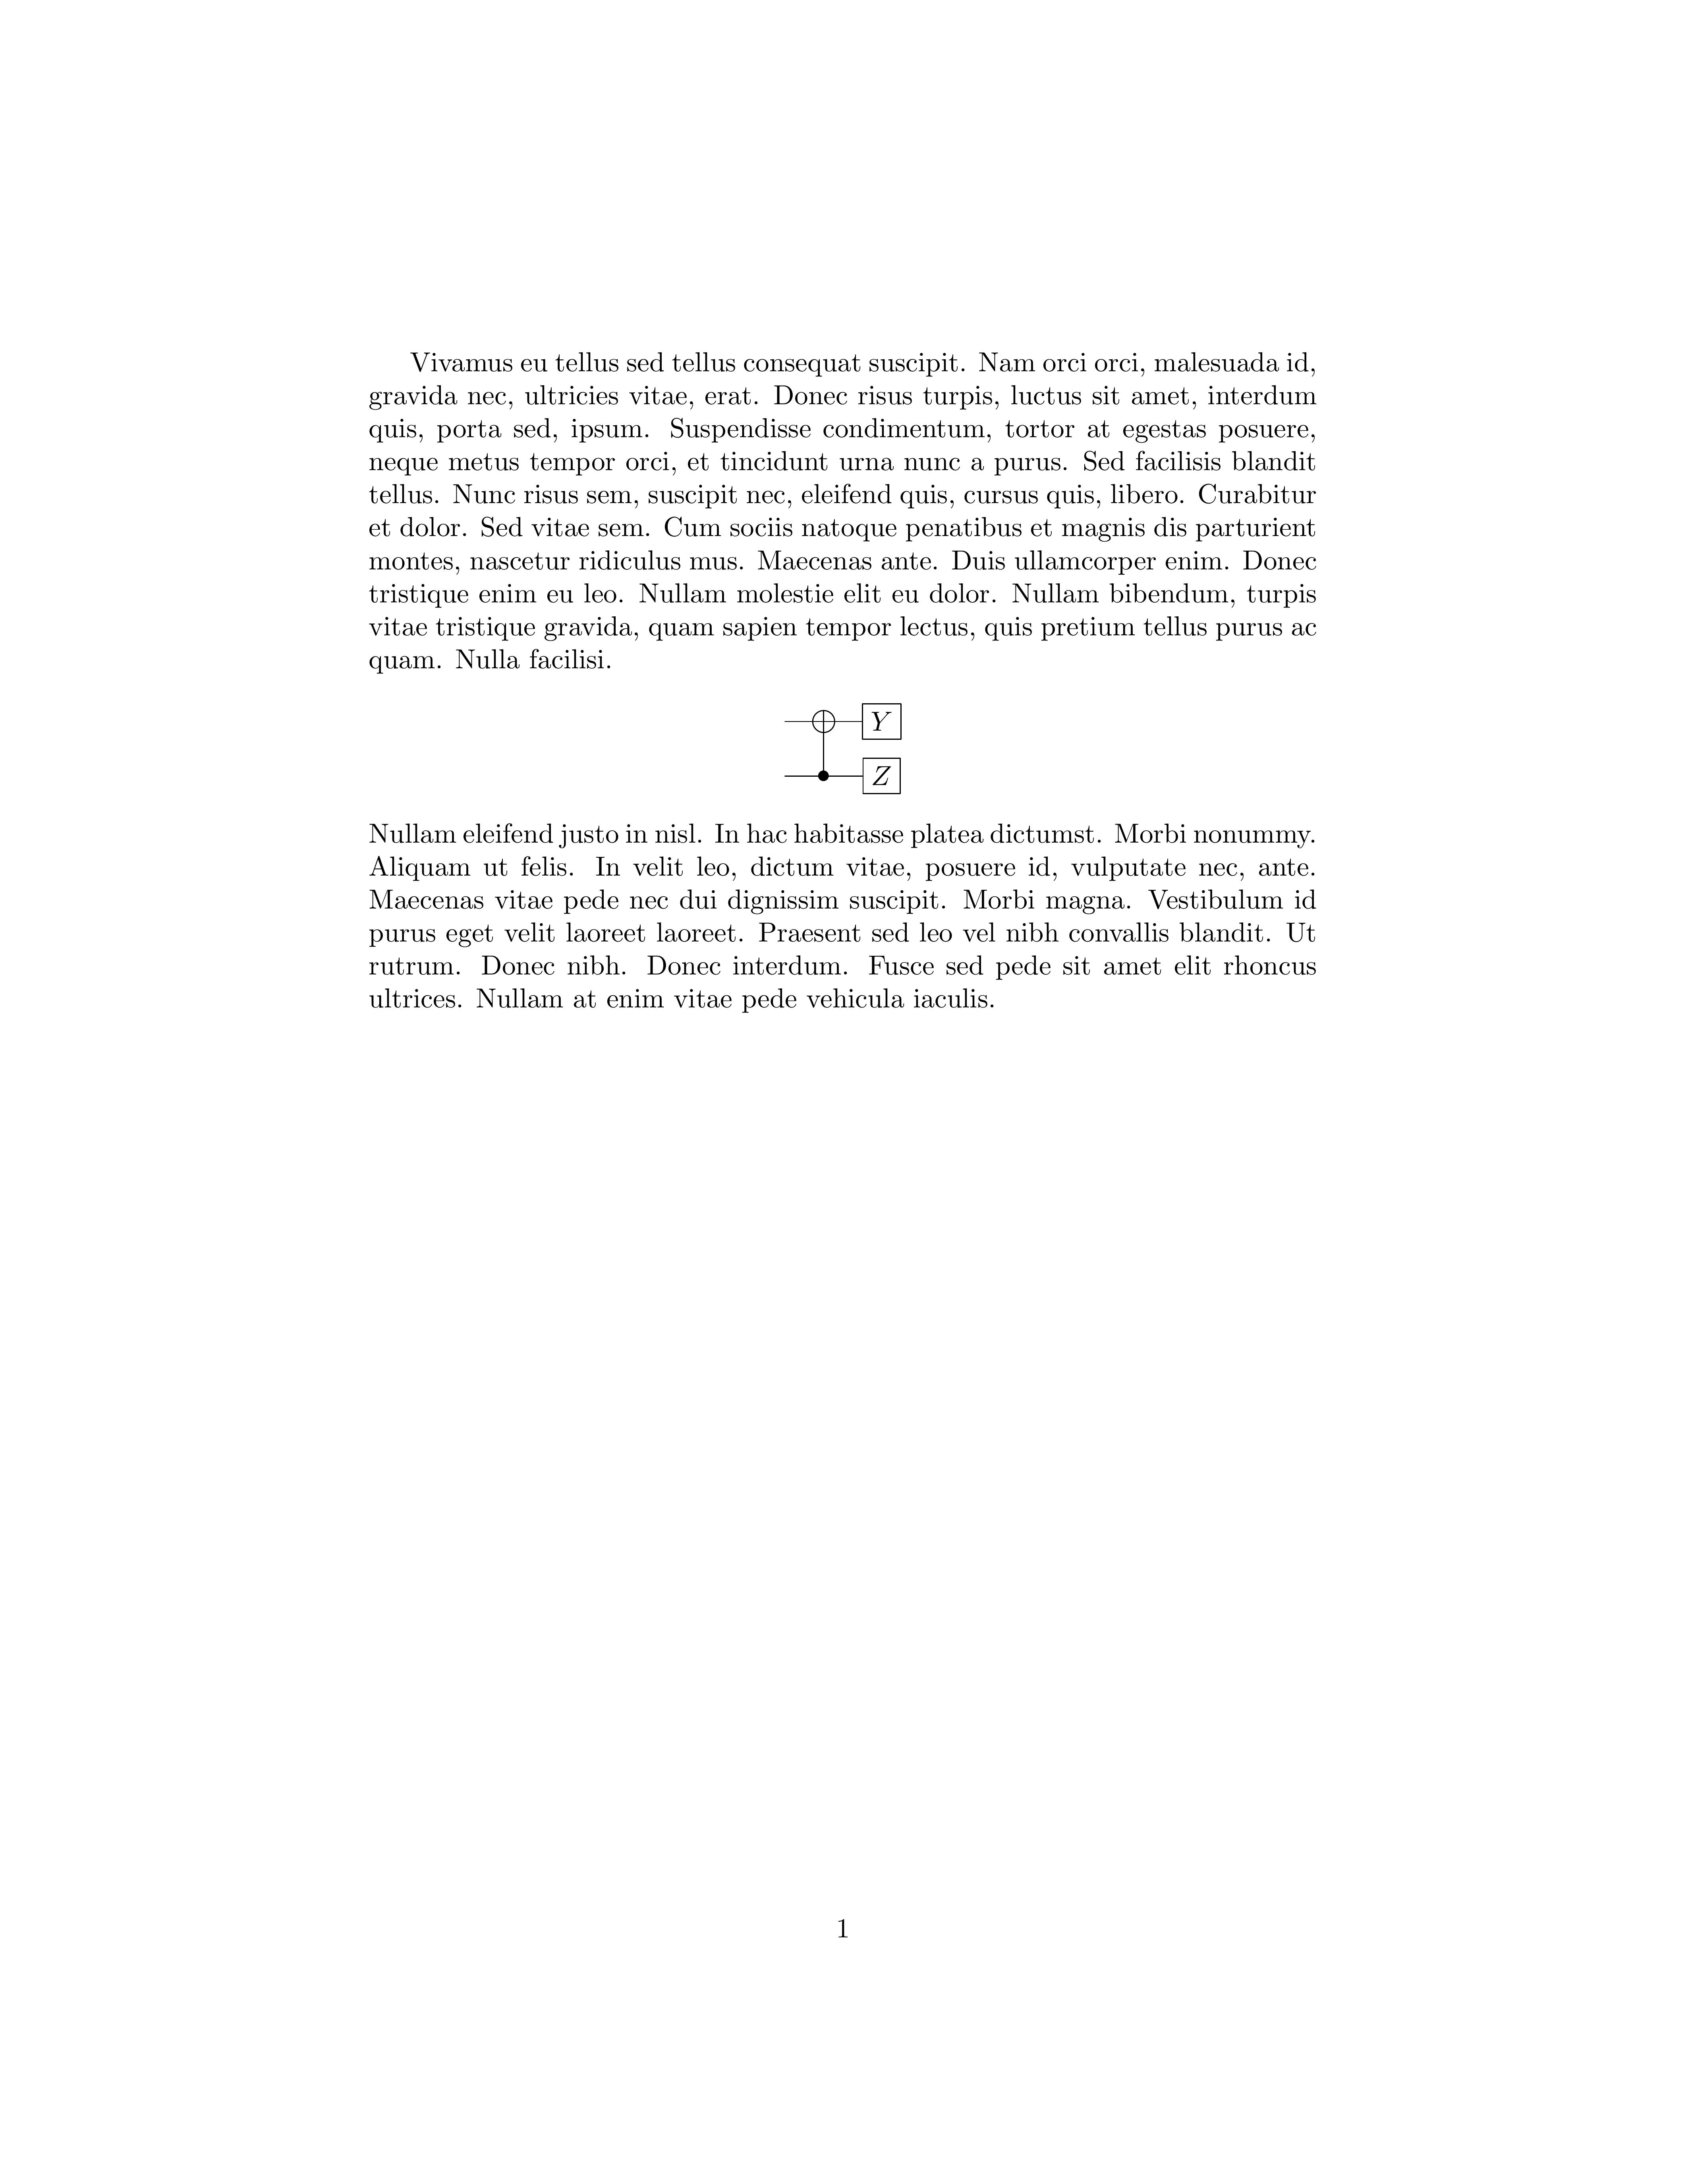 Vivamus eu tellus sed tellus consequat suscipit. Nam orci orci, malesuada id,
gravida nec, ultricies vitae, erat. Donec risus turpis, luctus sit amet, interdum
quis, porta sed, ipsum. Suspendisse condimentum, tortor at egestas posuere,
neque metus tempor orci, et tincidunt urna nunc a purus. Sed facilisis blandit
tellus. Nunc risus sem, suscipit nec, eleifend quis, cursus quis, libero. Curabitur
et dolor. Sed vitae sem. Cum sociis natoque penatibus et magnis dis parturient
montes, nascetur ridiculus mus. Maecenas ante. Duis ullamcorper enim. Donec
tristique enim eu leo. Nullam molestie elit eu dolor. Nullam bibendum, turpis
vitae tristique gravida, quam sapien tempor lectus, quis pretium tellus purus ac
quam. Nulla facilisi.
Y
Z
Nullam eleifend justo in nisl. In hac habitasse platea dictumst. Morbi nonummy.
Aliquam ut felis. In velit leo, dictum vitae, posuere id, vulputate nec, ante.
Maecenas vitae pede nec dui dignissim suscipit. Morbi magna. Vestibulum id
purus eget velit laoreet laoreet. Praesent sed leo vel nibh convallis blandit. Ut
rutrum. Donec nibh. Donec interdum. Fusce sed pede sit amet elit rhoncus
ultrices. Nullam at enim vitae pede vehicula iaculis.
1